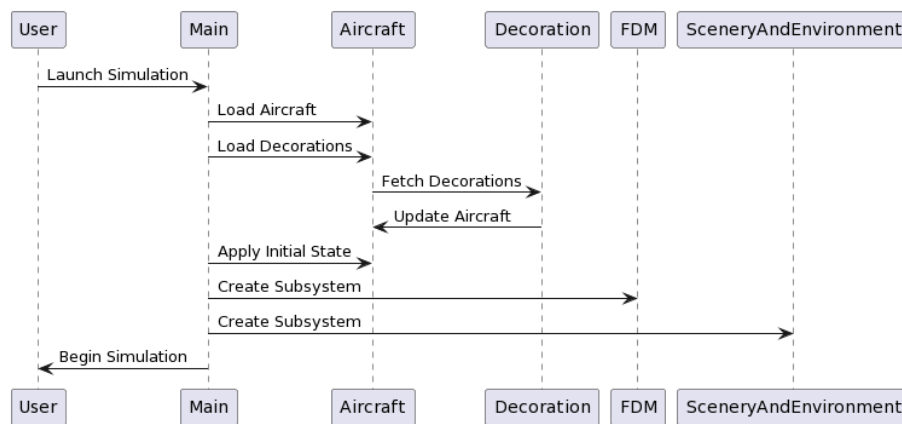 User Main Aircraft Decoration FDM SceneryAndEnvironment
Launch Simulation
Load Aircraft
Load Decorations
Fetch Decorations
Update Aircraft
Apply Initial State
Create Subsystem
Create Subsystem
Begin Simulation
User Main Aircraft Decoration FDM SceneryAndEnvironment